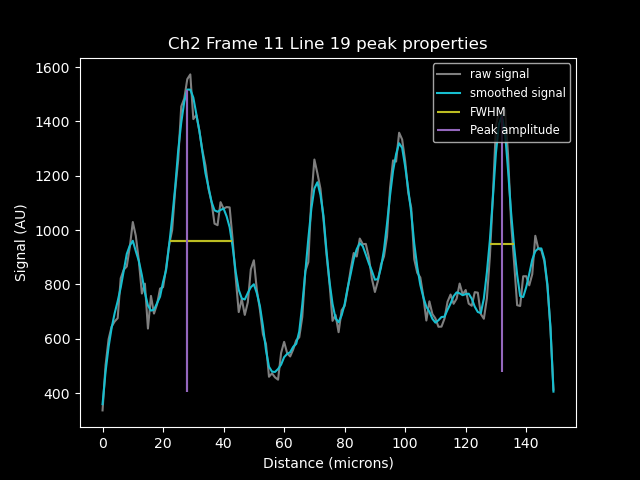 Ch2 Frame 11 Line 19 peak properties
raw signal
smoothed signal
FWHM
Peak amplitude
Signal (AU)
1600
1400
1200
1000
800
600
400
0 20 40 60 80 100 120 140
Distance (microns)